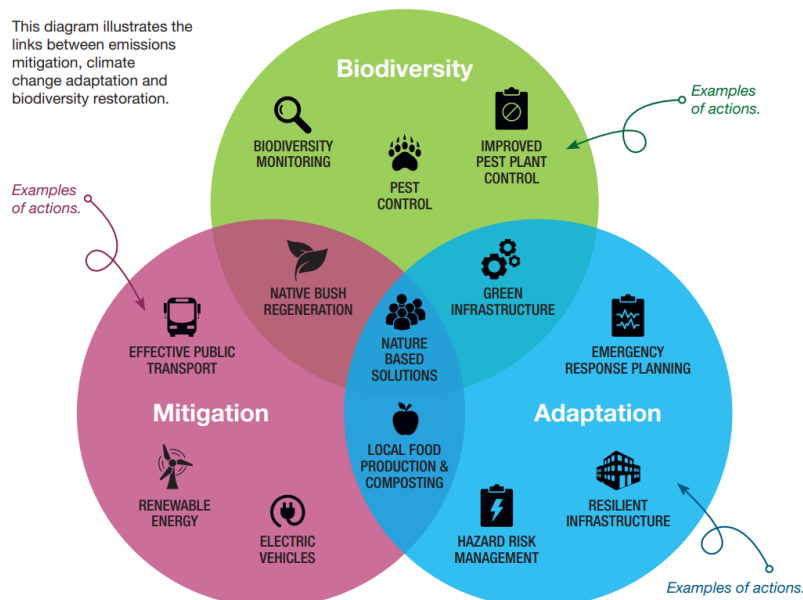 This diagram illustrates the
links between emissions
mitigation, climate
change adaptation and
biodiversity restoration.
Biodiversity
Examples
of actions.
BIODIVERSITY
MONITORING
PEST
CONTROL
IMPROVED
PEST PLANT
CONTROL
Examples
of actions.
NATIVE BUSH
REGENERATION
GREEN
INFRASTRUCTURE
EFFECTIVE PUBLIC
TRANSPORT
NATURE
BASED
SOLUTIONS
EMERGENCY
RESPONSE PLANNING
Mitigation
Adaptation
LOCAL FOOD
PRODUCTION &
COMPOSTING
RENEWABLE
ENERGY
ELECTRIC
VEHICLES
HAZARD RISK
MANAGEMENT
RESILIENT
INFRASTRUCTURE
Examples of actions.